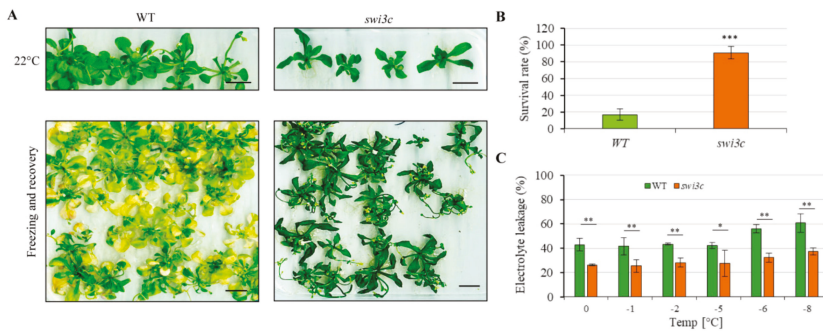 A
WT
swi3c
22°C
Freezing and recovery
B
Survival rate (%)
120
100
80
60
40
20
0
***
WT
swi3c
C
Electrolyte leakage (%)
100
80
60
40
20
0
WT swi3c
** ** ** * ** **
0 -1 -2 -5 -6 -8
Temp [°C]